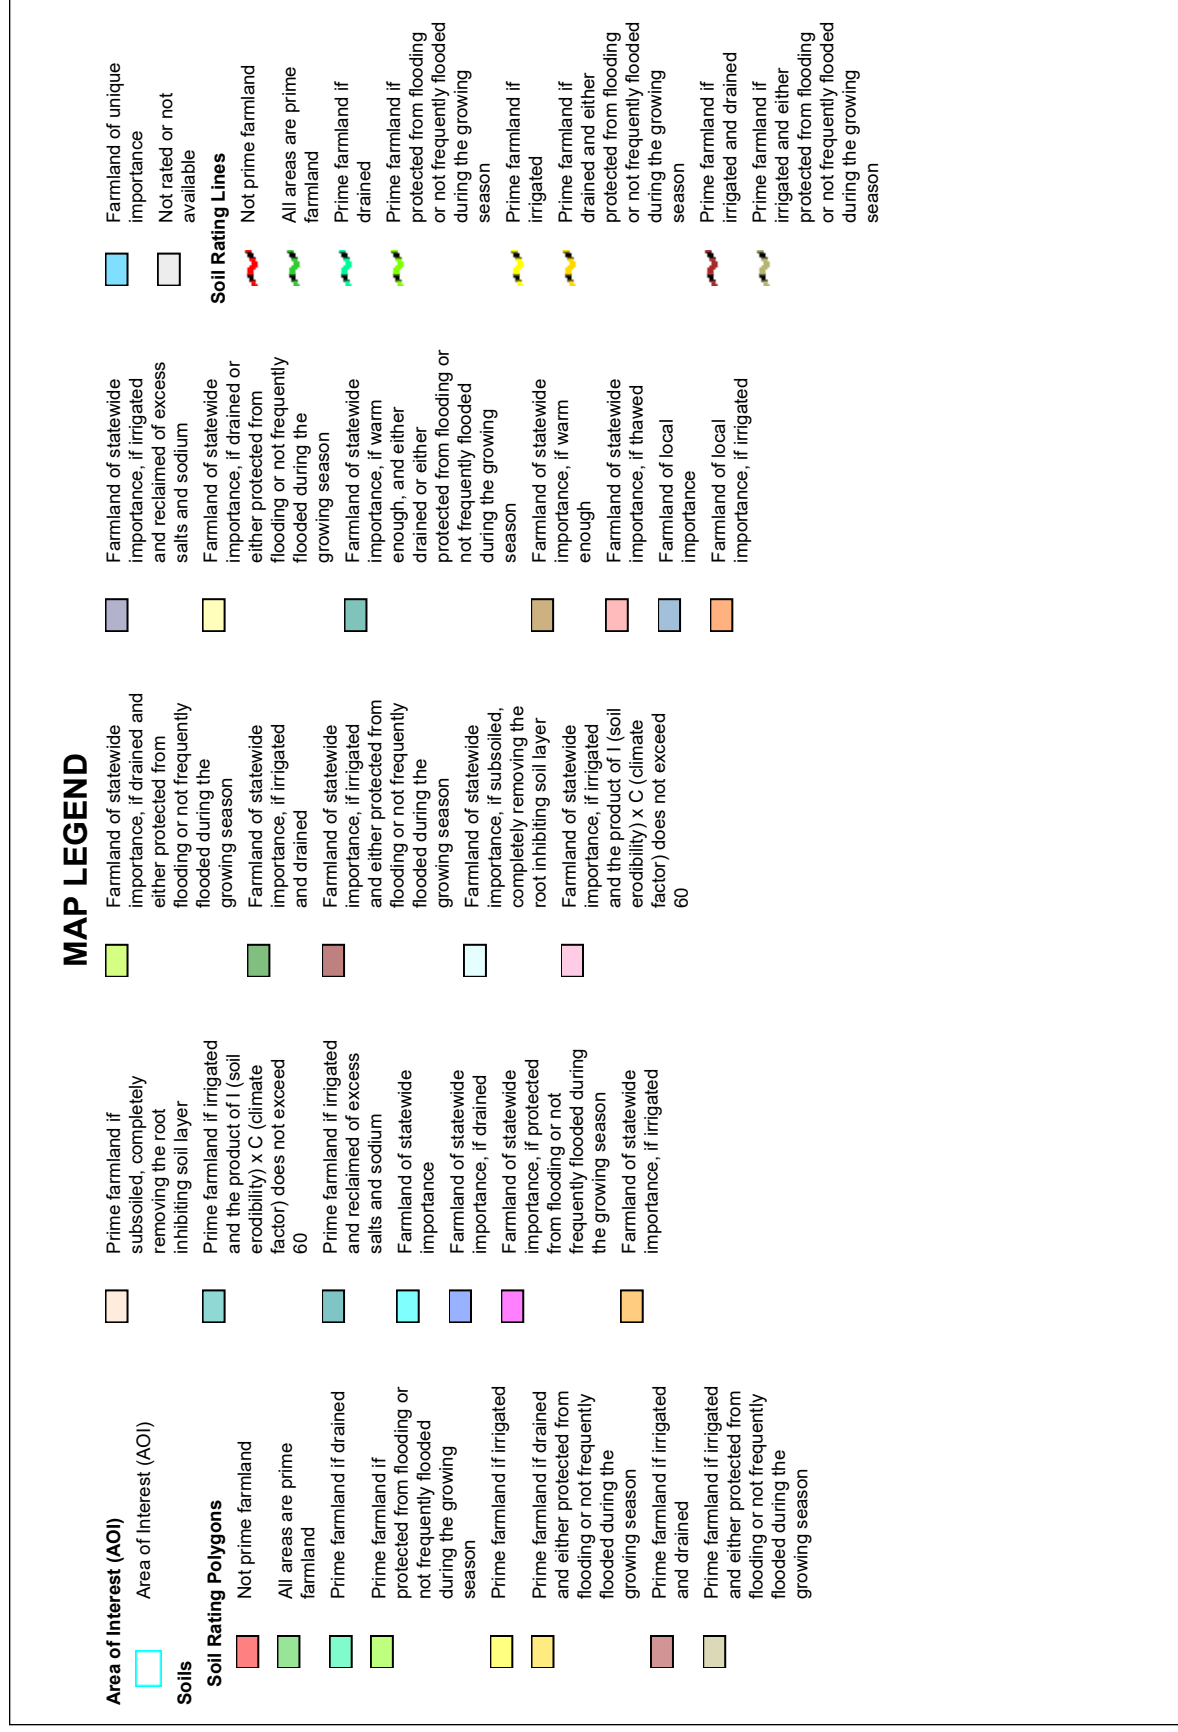 MAP LEGEND
Area of Interest (AOI)
Area of Interest (AOI)
Soils
Soil Rating Polygons
Not prime farmland
All areas are prime
farmland
Prime farmland if drained
Prime farmland if
protected from flooding or
not frequently flooded
during the growing
season
Prime farmland if irrigated
Prime farmland if drained
and either protected from
flooding or not frequently
flooded during the
growing season
Prime farmland if irrigated
and drained
Prime farmland if irrigated
and either protected from
flooding or not frequently
flooded during the
growing season
Prime farmland if
subsoiled, completely
removing the root
inhibiting soil layer
Prime farmland if irrigated
and the product of I (soil
erodibility) x C (climate
factor) does not exceed
60
Prime farmland if irrigated
and reclaimed of excess
salts and sodium
Farmland of statewide
importance
Farmland of statewide
importance, if drained
Farmland of statewide
importance, if protected
from flooding or not
frequently flooded during
the growing season
Farmland of statewide
importance, if irrigated
Farmland of statewide
importance, if drained and
either protected from
flooding or not frequently
flooded during the
growing season
Farmland of statewide
importance, if irrigated
and drained
Farmland of statewide
importance, if irrigated
and either protected from
flooding or not frequently
flooded during the
growing season
Farmland of statewide
importance, if subsoiled,
completely removing the
root inhibiting soil layer
Farmland of statewide
importance, if irrigated
and the product of I (soil
erodibility) x C (climate
factor) does not exceed
60
Farmland of statewide
importance, if irrigated
and reclaimed of excess
salts and sodium
Farmland of statewide
importance, if drained or
either protected from
flooding or not frequently
flooded during the
growing season
Farmland of statewide
importance, if warm
enough, and either
drained or either
protected from flooding or
not frequently flooded
during the growing
season
Farmland of statewide
importance, if warm
enough
Farmland of statewide
importance, if thawed
Farmland of local
importance
Farmland of local
importance, if irrigated
Farmland of unique
importance
Not rated or not
available
Soil Rating Lines
Not prime farmland
All areas are prime
farmland
Prime farmland if
drained
Prime farmland if
protected from flooding
or not frequently flooded
during the growing
season
Prime farmland if
irrigated
Prime farmland if
drained and either
protected from flooding
or not frequently flooded
during the growing
season
Prime farmland if
irrigated and drained
Prime farmland if
irrigated and either
protected from flooding
or not frequently flooded
during the growing
season